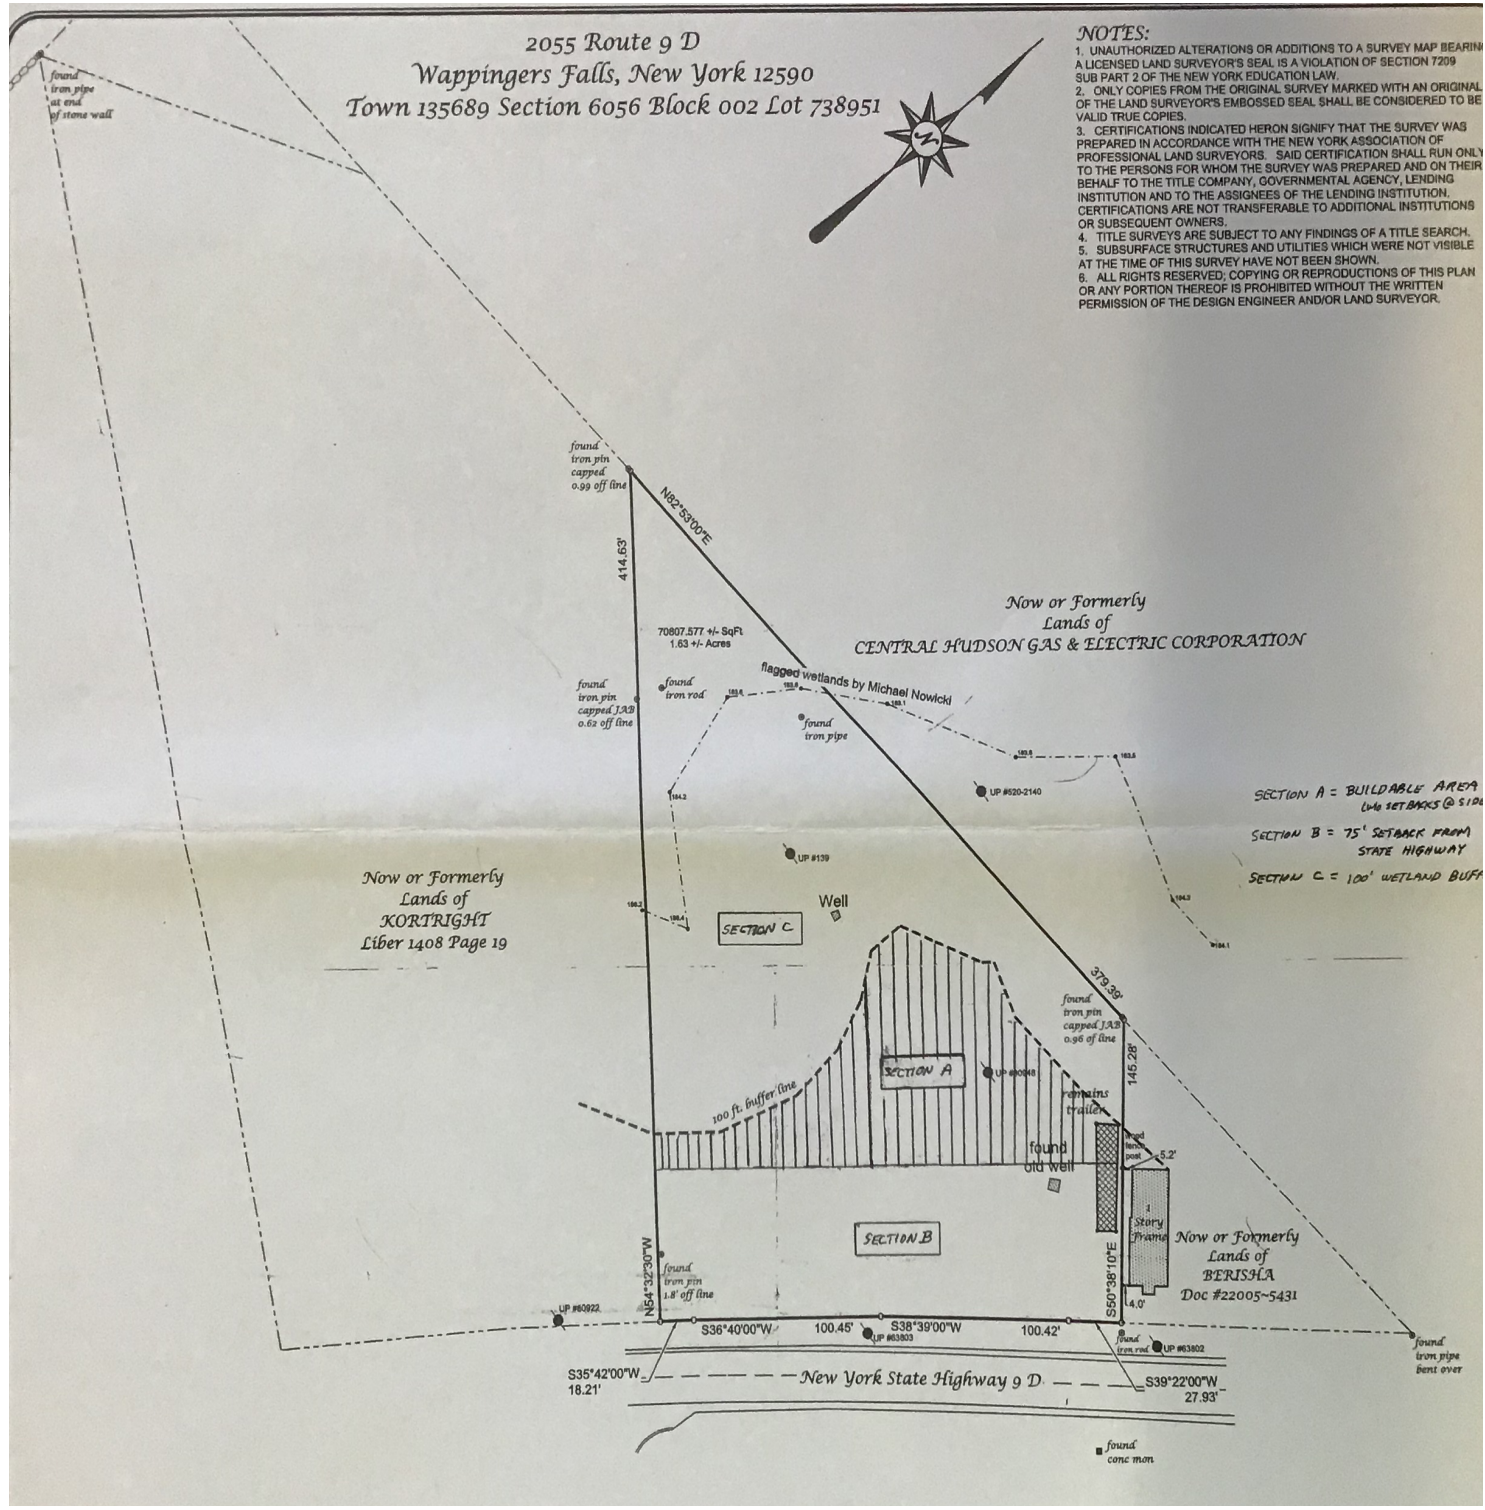 2055 Route 9 D
Wappingers Falls, New York 12590
Town 135689 Section 6056 Block 002 Lot 738951
NOTES:
1. UNAUTHORIZED ALTERATIONS OR ADDITIONS TO A SURVEY MAP BEARING
A LICENSED LAND SURVEYOR'S SEAL IS A VIOLATION OF SECTION 7209
SUB PART 2 OF THE NEW YORK EDUCATION LAW.
2. ONLY COPIES FROM THE ORIGINAL SURVEY MARKED WITH AN ORIGINAL
OF THE LAND SURVEYOR'S EMBOSSED SEAL SHALL BE CONSIDERED TO BE
VALID TRUE COPIES.
3. CERTIFICATIONS INDICATED HERON SIGNIFY THAT THE SURVEY WAS
PREPARED IN ACCORDANCE WITH THE NEW YORK ASSOCIATION OF
PROFESSIONAL LAND SURVEYORS. SAID CERTIFICATION SHALL RUN ONLY
TO THE PERSONS FOR WHOM THE SURVEY WAS PREPARED AND ON THEIR
BEHALF TO THE TITLE COMPANY, GOVERNMENTAL AGENCY, LENDING
INSTITUTION AND TO THE ASSIGNEES OF THE LENDING INSTITUTION.
CERTIFICATIONS ARE NOT TRANSFERABLE TO ADDITIONAL INSTITUTIONS
OR SUBSEQUENT OWNERS.
4. TITLE SURVEYS ARE SUBJECT TO ANY FINDINGS OF A TITLE SEARCH.
5. SUBSURFACE STRUCTURES AND UTILITIES WHICH WERE NOT VISIBLE
AT THE TIME OF THIS SURVEY HAVE NOT BEEN SHOWN.
6. ALL RIGHTS RESERVED; COPYING OR REPRODUCTIONS OF THIS PLAN
OR ANY PORTION THEREOF IS PROHIBITED WITHOUT THE WRITTEN
PERMISSION OF THE DESIGN ENGINEER AND/OR LAND SURVEYOR.
found
iron pipe
at end
of stone wall
N
found
iron pin
capped
0.99 off line
N82°53'00"E
414.63'
70807.577 +/- SqFt
1.63 +/- Acres
Now or Formerly
Lands of
CENTRAL HUDSON GAS & ELECTRIC CORPORATION
flagged wetlands by Michael Nowicki
found
iron pin
capped JAB
0.62 off line
found
iron rod
183.1
found
iron pipe
183.5
UP #520-2140
184.2
SECTION A = BUILDABLE AREA
SECTION B = 75' SETBACK FROM
STATE HIGHWAY
SECTION C = 100' WETLAND BUFF
UP #139
Now or Formerly
Lands of
KORTRIGHT
Liber 1408 Page 19
Well
SECTION C
184.1
379.39'
found
iron pin
capped JAB
0.96 of line
145.28'
SECTION A
remains
trailer
100 ft. buffer line
found
old well
wood
fence
post
5.2'
1
Story
Frame
SECTION B
Now or Formerly
Lands of
BERISHA
Doc #22005~5431
N54°32'30"W
found
iron pin
1.8' off line
S50°38'10"E
4.0'
UP #60922
S36°40'00"W
100.45'
S38°39'00"W
100.42'
UP #63803
found
iron rod
UP #63802
found
iron pipe
bent over
S35°42'00"W
18.21'
New York State Highway 9 D
S39°22'00"W
27.93'
found
conc mon